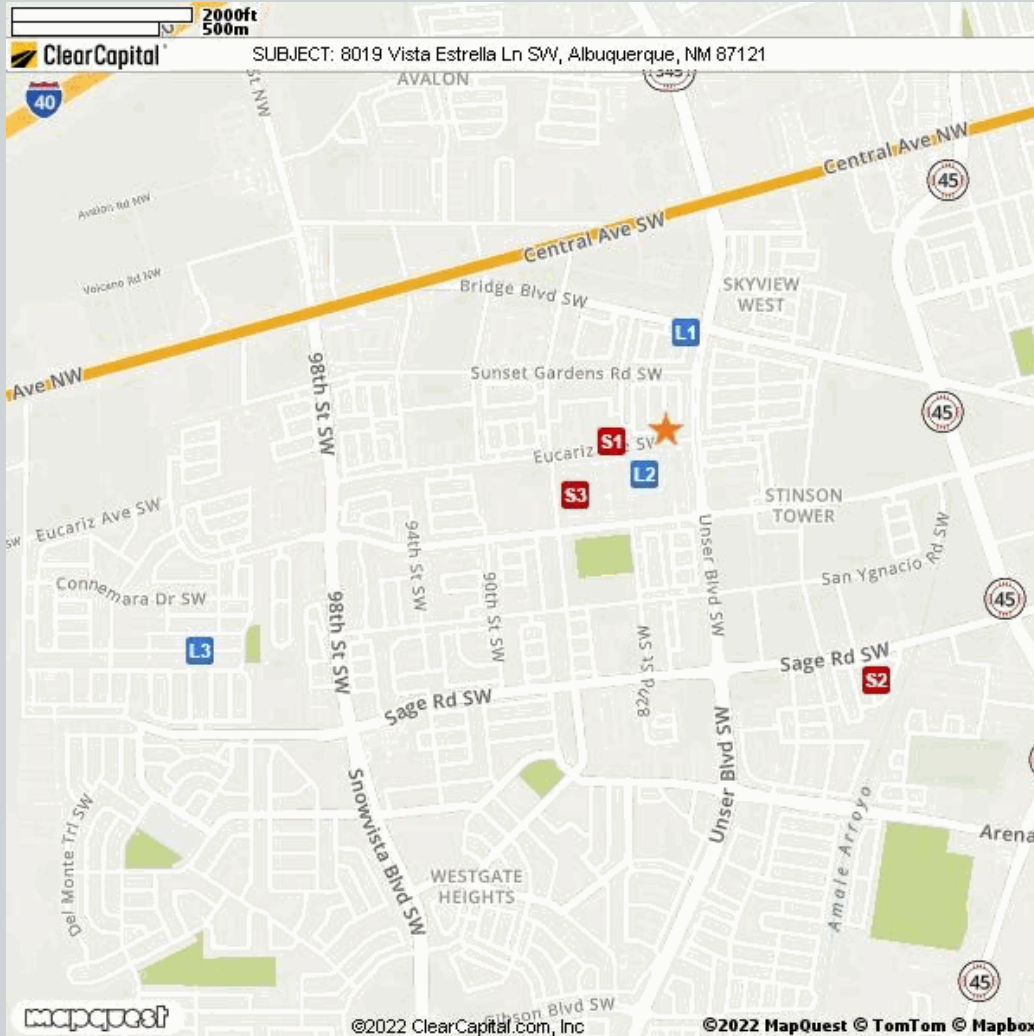 2000ft
500m
ClearCapital
SUBJECT: 8019 Vista Estrella Ln SW, Albuquerque, NM 87121
AVALON
345
40
St NW
Central Ave NW
45
Avalon Rd NW
Central Ave SW
Volcano Rd NW
Bridge Blvd SW
SKYVIEW
WEST
L1
98th St SW
Sunset Gardens Rd SW
Ave NW
45
S1
Eucariz
SW
L2
S3
STINSON
TOWER
Eucariz Ave SW
SW
94th St SW
Unser Blvd SW
San Ygnacio Rd SW
Connemara Dr SW
90th St SW
98th St SW
45
82nd St SW
L3
Sage Rd SW
S2
Sage Rd SW
Unser Blvd SW
Snowvista Blvd SW
Del Monte Trl SW
Arena
Amole Arroyo
WESTGATE
HEIGHTS
45
Gibson Blvd SW
mapquest
©2022 ClearCapital.com, Inc
©2022 MapQuest © TomTom © Mapbo